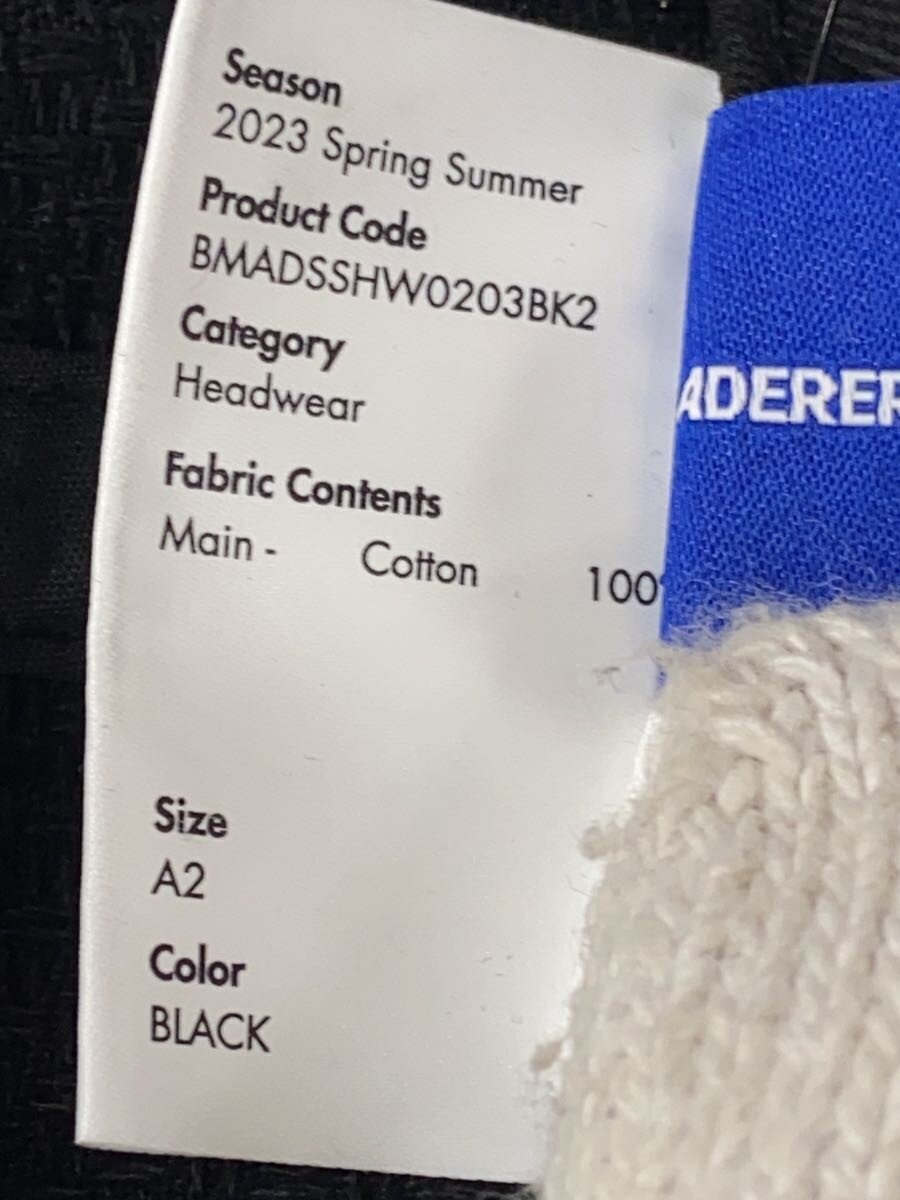 Season
2023 Spring Summer
Product Code
BMADSSHW0203BK2
Category
Headwear
Fabric Contents
Main - Cotton 100
Size
A2
Color
BLACK
ADERER